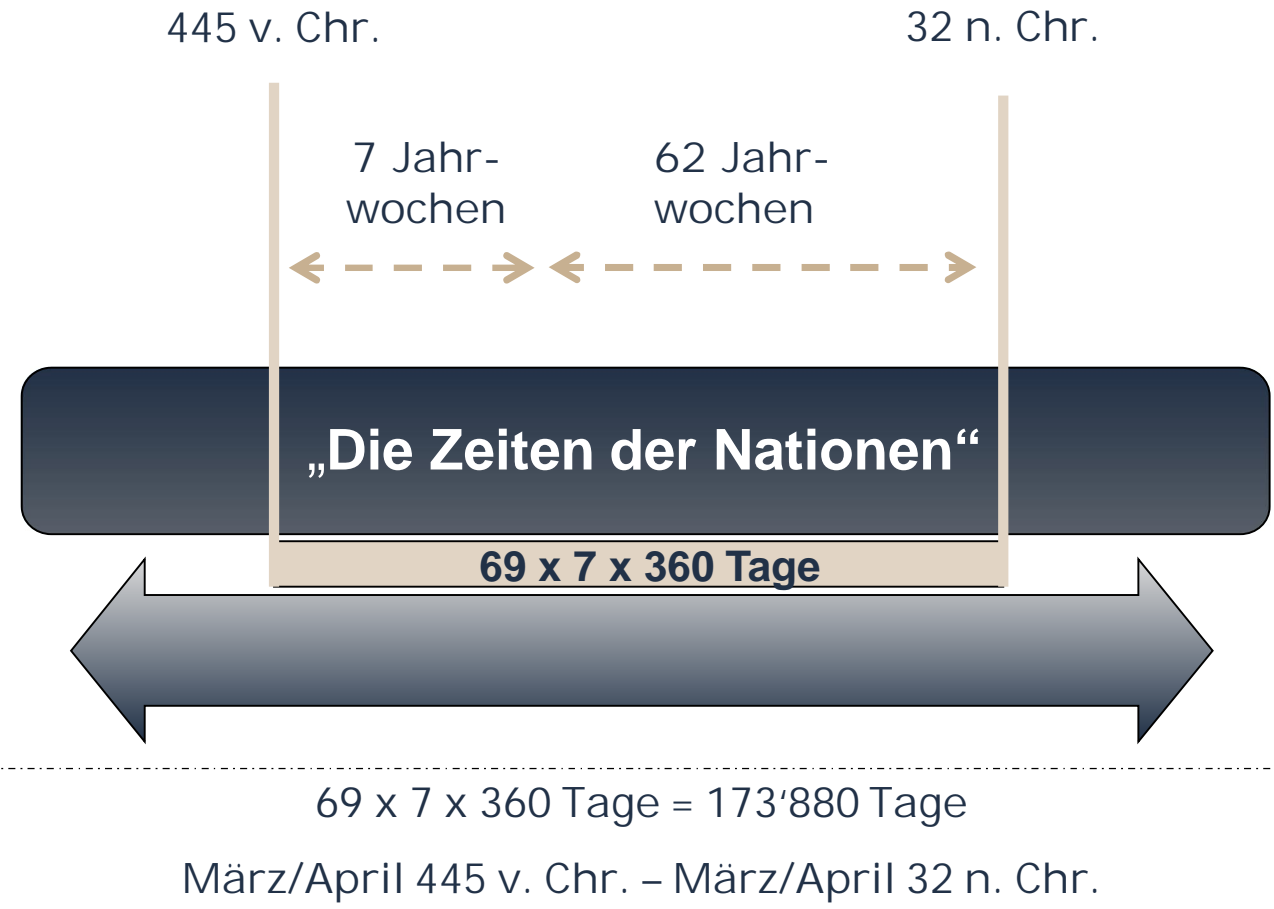 445 v. Chr.
32 n. Chr.
7 Jahr-
wochen
62 Jahr-
wochen
„Die Zeiten der Nationen“
69 x 7 x 360 Tage
69 x 7 x 360 Tage = 173‘880 Tage
März/April 445 v. Chr. – März/April 32 n. Chr.